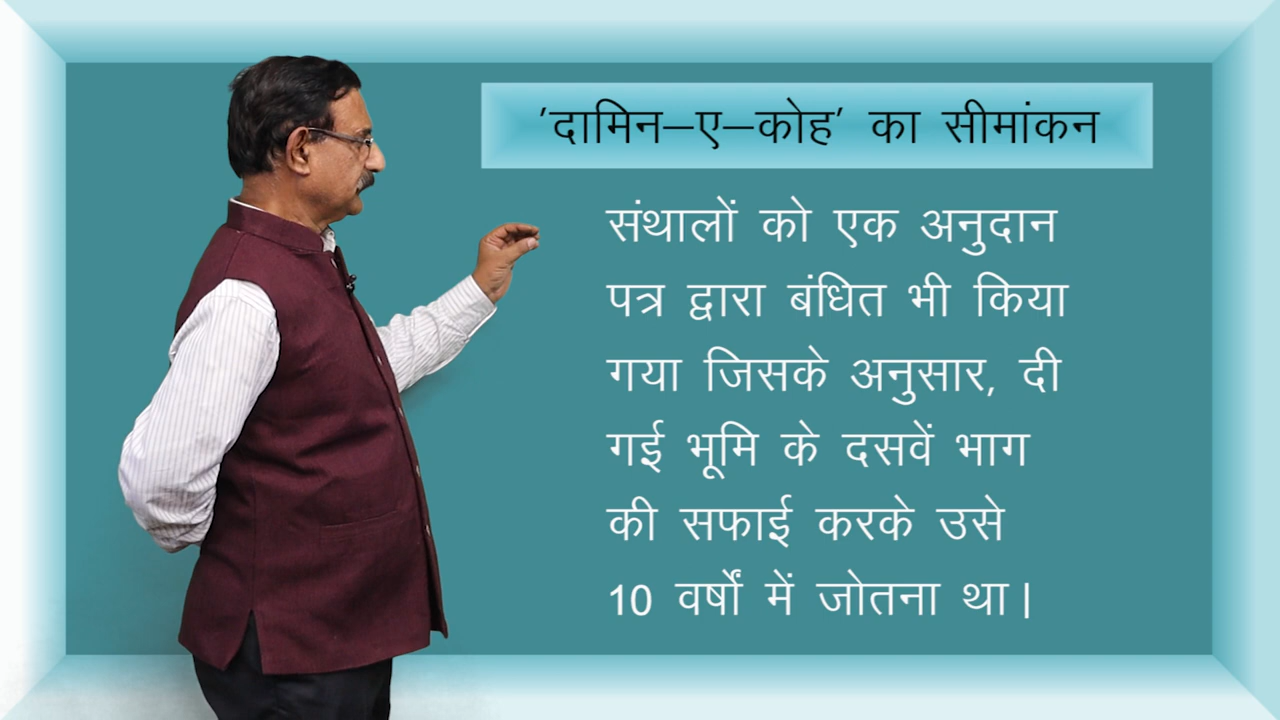 'दामिन–ए–कोह' का सीमांकन
संथालों को एक अनुदान
पत्र द्वारा बंधित भी किया
गया जिसके अनुसार, दी
गई भूमि के दसवें भाग
की सफाई करके उसे
10 वर्षों में जोतना था।